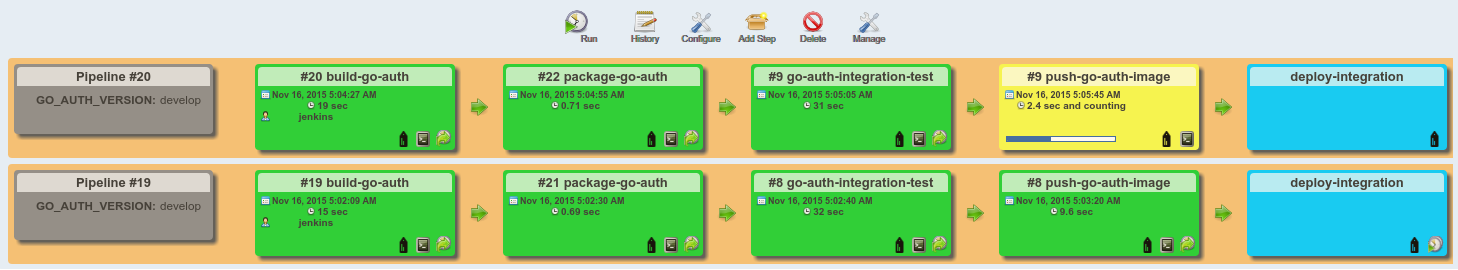 Run History Configure Add Step Delete Manage
Pipeline #20
GO_AUTH_VERSION: develop
#20 build-go-auth
Nov 16, 2015 5:04:27 AM
19 sec
jenkins
#22 package-go-auth
Nov 16, 2015 5:04:55 AM
0.71 sec
#9 go-auth-integration-test
Nov 16, 2015 5:05:05 AM
31 sec
#9 push-go-auth-image
Nov 16, 2015 5:05:45 AM
2.4 sec and counting
deploy-integration
Pipeline #19
GO_AUTH_VERSION: develop
#19 build-go-auth
Nov 16, 2015 5:02:09 AM
15 sec
jenkins
#21 package-go-auth
Nov 16, 2015 5:02:30 AM
0.69 sec
#8 go-auth-integration-test
Nov 16, 2015 5:02:40 AM
32 sec
#8 push-go-auth-image
Nov 16, 2015 5:03:20 AM
9.6 sec
deploy-integration